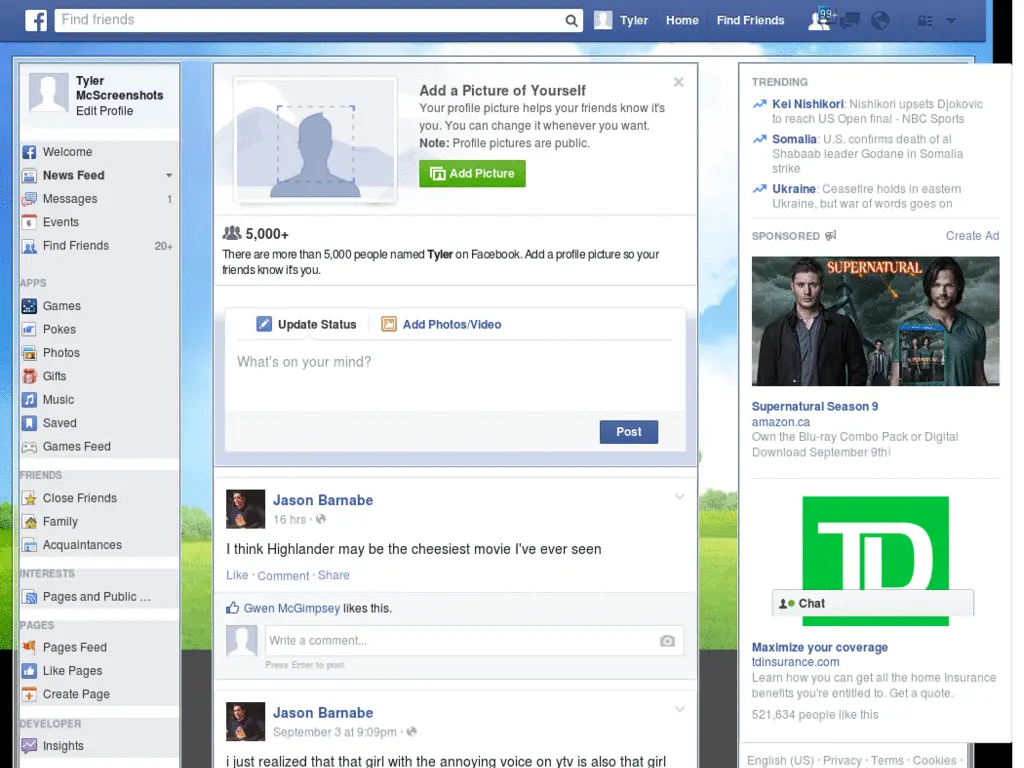 Find friends
Tyler
Home
Find Friends
99+
Tyler
McScreenshots
Edit Profile
Welcome
News Feed
Messages 1
6 Events
Find Friends 20+
APPS
Games
Pokes
Photos
Gifts
Music
Saved
Games Feed
FRIENDS
Close Friends
Family
Acquaintances
INTERESTS
Pages and Public ...
PAGES
Pages Feed
Like Pages
Create Page
DEVELOPER
Insights
Add a Picture of Yourself
Your profile picture helps your friends know it's
you. You can change it whenever you want.
Note: Profile pictures are public.
Add Picture
5,000+
There are more than 5,000 people named Tyler on Facebook. Add a profile picture so your
friends know it's you.
Update Status
Add Photos/Video
What's on your mind?
Post
Jason Barnabe
16 hrs ·
I think Highlander may be the cheesiest movie I've ever seen
Like · Comment · Share
Gwen McGimpsey likes this.
Write a comment...
Press Enter to post.
Jason Barnabe
September 3 at 9:09pm ·
i just realized that that girl with the annoying voice on ytv is also that girl
TRENDING
Kei Nishikori: Nishikori upsets Djokovic
to reach US Open final - NBC Sports
Somalia: U.S. confirms death of al
Shabaab leader Godane in Somalia
strike
Ukraine: Ceasefire holds in eastern
Ukraine, but war of words goes on
SPONSORED
Create Ad
SUPERNATURAL
Supernatural Season 9
amazon.ca
Own the Blu-ray Combo Pack or Digital
Download September 9th!
TD
Chat
Maximize your coverage
tdinsurance.com
Learn how you can get all the home Insurance
benefits you're entitled to. Get a quote.
521,634 people like this
English (US) · Privacy · Terms · Cookies ·